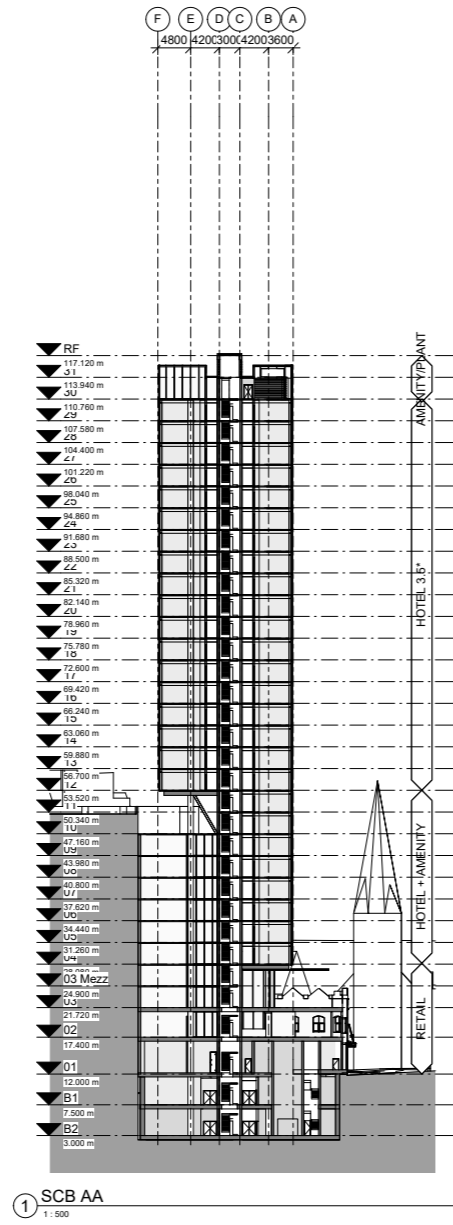 F E D C B A
4800 4200 3000 4200 3600
RF
117.120 m
31
113.940 m
30
110.760 m
29
107.580 m
28
104.400 m
27
101.220 m
26
98.040 m
25
94.860 m
24
91.680 m
23
88.500 m
22
85.320 m
21
82.140 m
20
78.960 m
19
75.780 m
18
72.600 m
17
69.420 m
16
66.240 m
15
63.060 m
14
59.880 m
13
56.700 m
12
53.520 m
11
50.340 m
10
47.160 m
09
43.980 m
08
40.800 m
07
37.620 m
06
34.440 m
05
31.260 m
04
28.080 m
03 Mezz
24.900 m
03
21.720 m
02
17.400 m
01
12.000 m
B1
7.500 m
B2
3.000 m
AMENITY/PLANT
HOTEL 3.5*
HOTEL + AMENITY
RETAIL
1 SCB AA
1 : 500